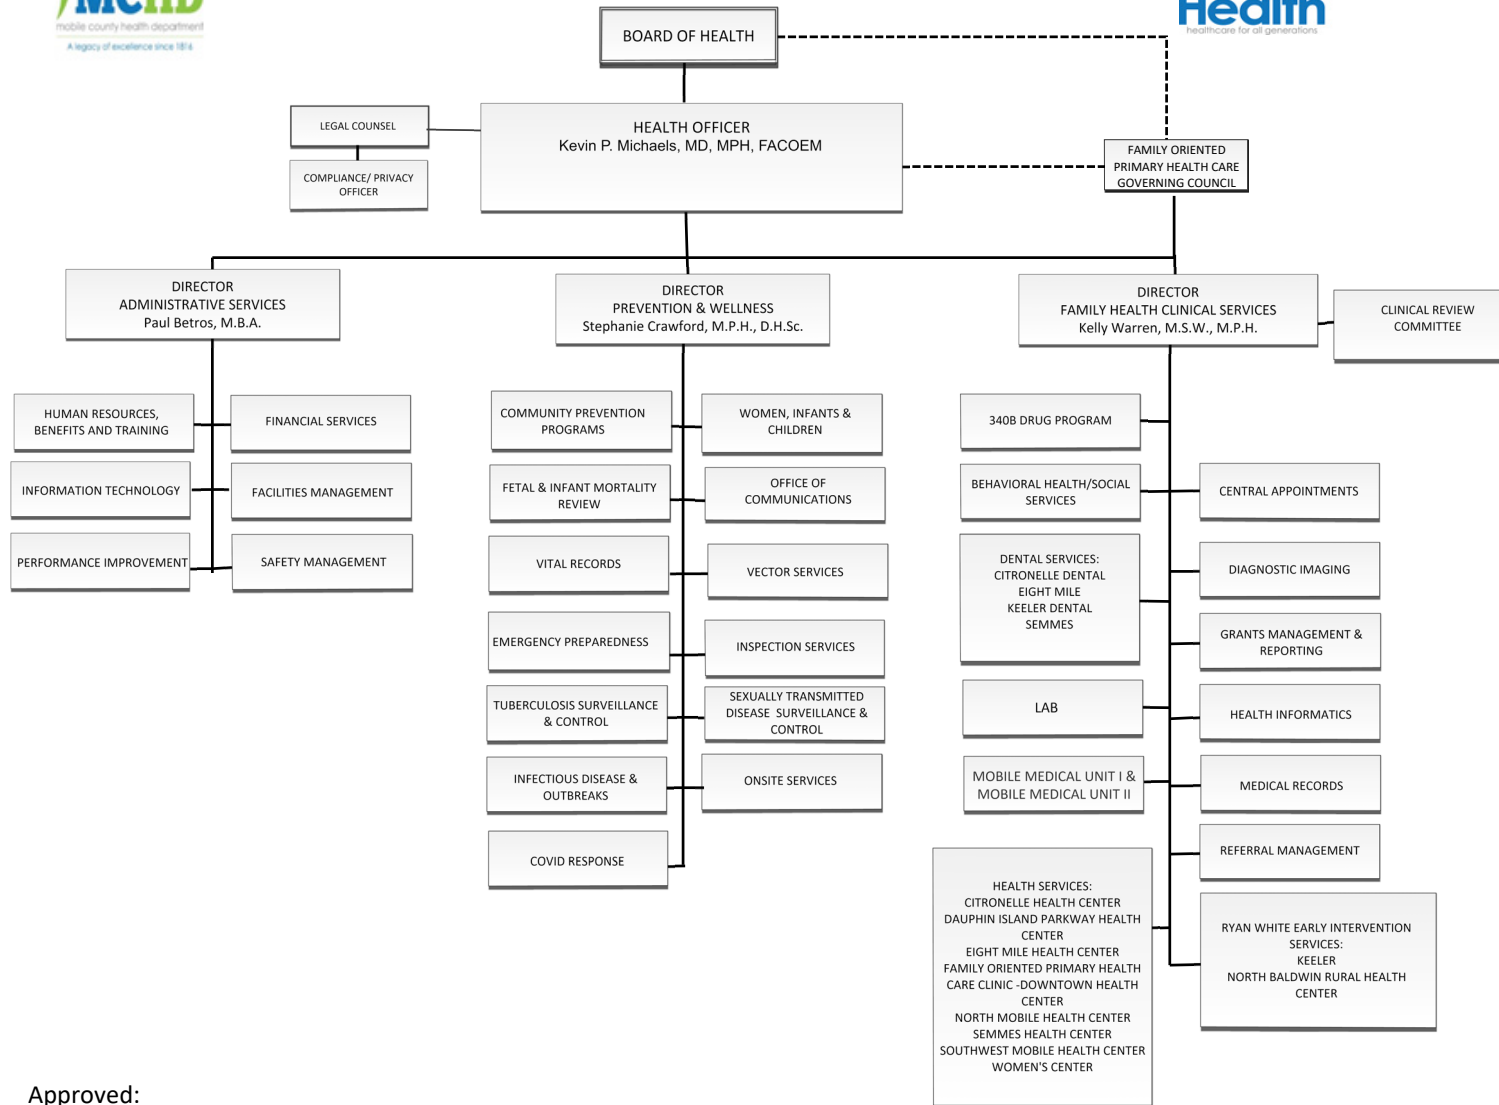 MCHD
mobile county health department
A legacy of excellence since 1816
Health
healthcare for all generations
BOARD OF HEALTH
LEGAL COUNSEL
COMPLIANCE/ PRIVACY
OFFICER
HEALTH OFFICER
Kevin P. Michaels, MD, MPH, FACOEM
FAMILY ORIENTED
PRIMARY HEALTH CARE
GOVERNING COUNCIL
DIRECTOR
ADMINISTRATIVE SERVICES
Paul Betros, M.B.A.
DIRECTOR
PREVENTION & WELLNESS
Stephanie Crawford, M.P.H., D.H.Sc.
DIRECTOR
FAMILY HEALTH CLINICAL SERVICES
Kelly Warren, M.S.W., M.P.H.
CLINICAL REVIEW
COMMITTEE
HUMAN RESOURCES,
BENEFITS AND TRAINING
FINANCIAL SERVICES
INFORMATION TECHNOLOGY
FACILITIES MANAGEMENT
PERFORMANCE IMPROVEMENT
SAFETY MANAGEMENT
COMMUNITY PREVENTION
PROGRAMS
WOMEN, INFANTS &
CHILDREN
FETAL & INFANT MORTALITY
REVIEW
OFFICE OF
COMMUNICATIONS
VITAL RECORDS
VECTOR SERVICES
EMERGENCY PREPAREDNESS
INSPECTION SERVICES
TUBERCULOSIS SURVEILLANCE
& CONTROL
SEXUALLY TRANSMITTED
DISEASE SURVEILLANCE &
CONTROL
INFECTIOUS DISEASE &
OUTBREAKS
ONSITE SERVICES
COVID RESPONSE
340B DRUG PROGRAM
BEHAVIORAL HEALTH/SOCIAL
SERVICES
CENTRAL APPOINTMENTS
DENTAL SERVICES:
CITRONELLE DENTAL
EIGHT MILE
KEELER DENTAL
SEMMES
DIAGNOSTIC IMAGING
GRANTS MANAGEMENT &
REPORTING
LAB
HEALTH INFORMATICS
MOBILE MEDICAL UNIT I &
MOBILE MEDICAL UNIT II
MEDICAL RECORDS
REFERRAL MANAGEMENT
HEALTH SERVICES:
CITRONELLE HEALTH CENTER
DAUPHIN ISLAND PARKWAY HEALTH
CENTER
EIGHT MILE HEALTH CENTER
FAMILY ORIENTED PRIMARY HEALTH
CARE CLINIC -DOWNTOWN HEALTH
CENTER
NORTH MOBILE HEALTH CENTER
SEMMES HEALTH CENTER
SOUTHWEST MOBILE HEALTH CENTER
WOMEN'S CENTER
RYAN WHITE EARLY INTERVENTION
SERVICES:
KEELER
NORTH BALDWIN RURAL HEALTH
CENTER
Approved: